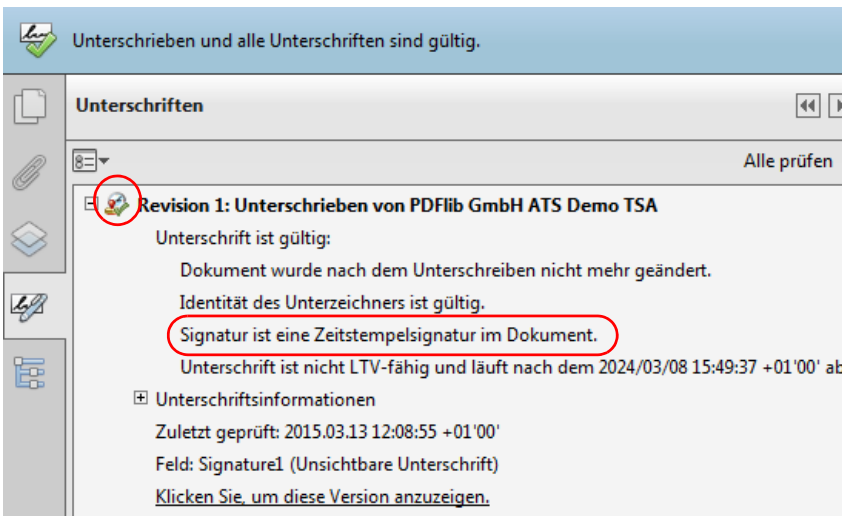 Unterschrieben und alle Unterschriften sind gültig.
Unterschriften
Alle prüfen
Revision 1: Unterschrieben von PDFlib GmbH ATS Demo TSA
Unterschrift ist gültig:
Dokument wurde nach dem Unterschreiben nicht mehr geändert.
Identität des Unterzeichners ist gültig.
Signatur ist eine Zeitstempelsignatur im Dokument.
Unterschrift ist nicht LTV-fähig und läuft nach dem 2024/03/08 15:49:37 +01'00' ab
Unterschriftsinformationen
Zuletzt geprüft: 2015.03.13 12:08:55 +01'00'
Feld: Signature1 (Unsichtbare Unterschrift)
Klicken Sie, um diese Version anzuzeigen.